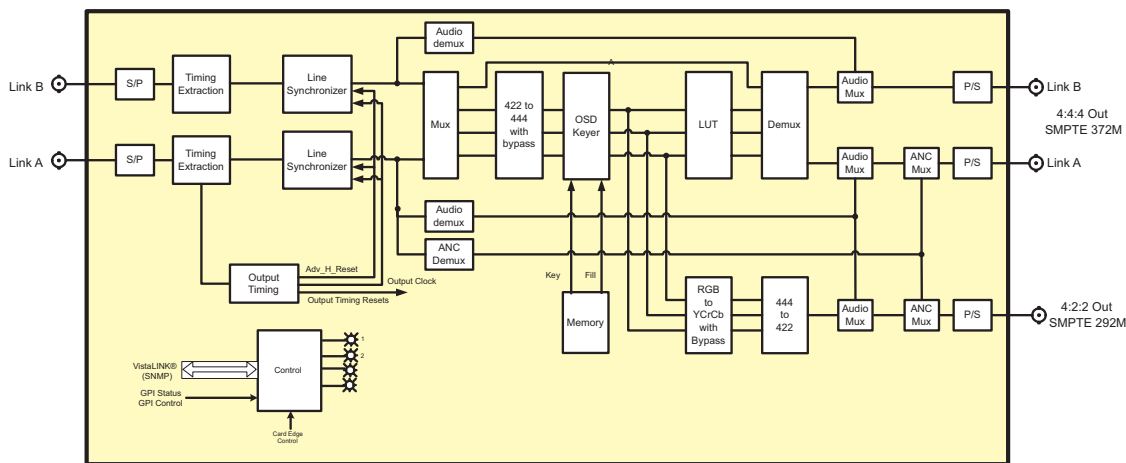 Audio
demux
Link B
S/P
Timing
Extraction
Line
Synchronizer
Mux
422 to
444
with
bypass
OSD
Keyer
A
LUT
Demux
Audio
Mux
P/S
Link B
4:4:4 Out
SMPTE 372M
Link A
S/P
Timing
Extraction
Line
Synchronizer
Audio
Mux
ANC
Mux
P/S
Link A
Audio
demux
ANC
Demux
Output
Timing
Adv_H_Reset
Output Clock
Output Timing Resets
Key
Fill
Memory
RGB
to
YCrCb
with
Bypass
444
to
422
Audio
Mux
ANC
Mux
P/S
4:2:2 Out
SMPTE 292M
VistaLINK®
(SNMP)
GPI Status
GPI Control
Control
1
2
Card Edge
Control